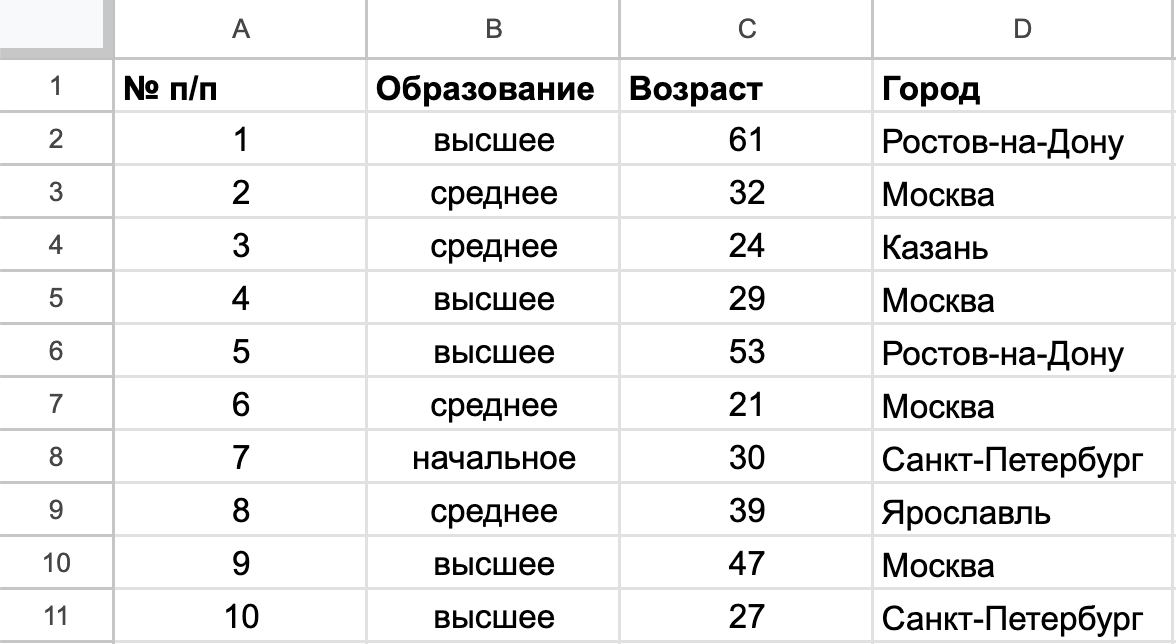 A B C D
1 № п/п Образование Возраст Город
2 1 высшее 61 Ростов-на-Дону
3 2 среднее 32 Москва
4 3 среднее 24 Казань
5 4 высшее 29 Москва
6 5 высшее 53 Ростов-на-Дону
7 6 среднее 21 Москва
8 7 начальное 30 Санкт-Петербург
9 8 среднее 39 Ярославль
10 9 высшее 47 Москва
11 10 высшее 27 Санкт-Петербург